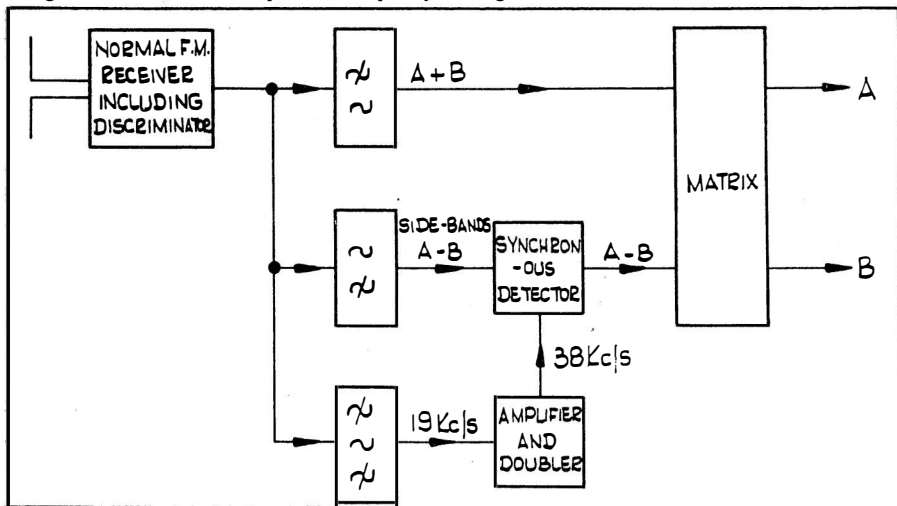 NORMAL F.M.
RECEIVER
INCLUDING
DISCRIMINATOR
A+B
A
MATRIX
SIDE-BANDS
A-B
SYNCHRON
-OUS
DETECTOR
A-B
B
38Kc/s
19Kc/s
AMPLIFIER
AND
DOUBLER